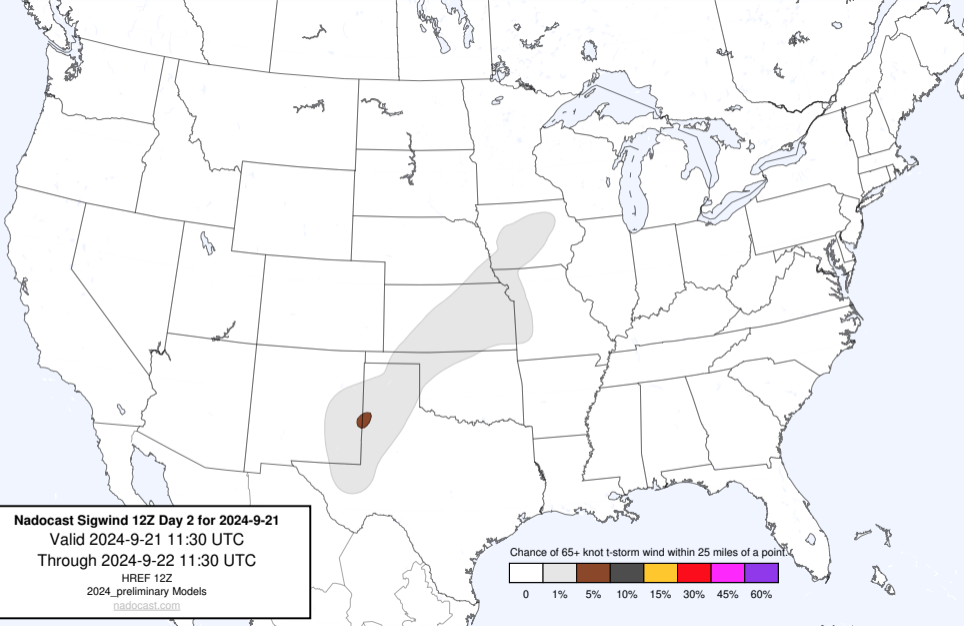 Nadocast Sigwind 12Z Day 2 for 2024-9-21
Valid 2024-9-21 11:30 UTC
Through 2024-9-22 11:30 UTC
HREF 12Z
2024_preliminary Models
nadocast.com
Chance of 65+ knot t-storm wind within 25 miles of a point.
0 1% 5% 10% 15% 30% 45% 60%